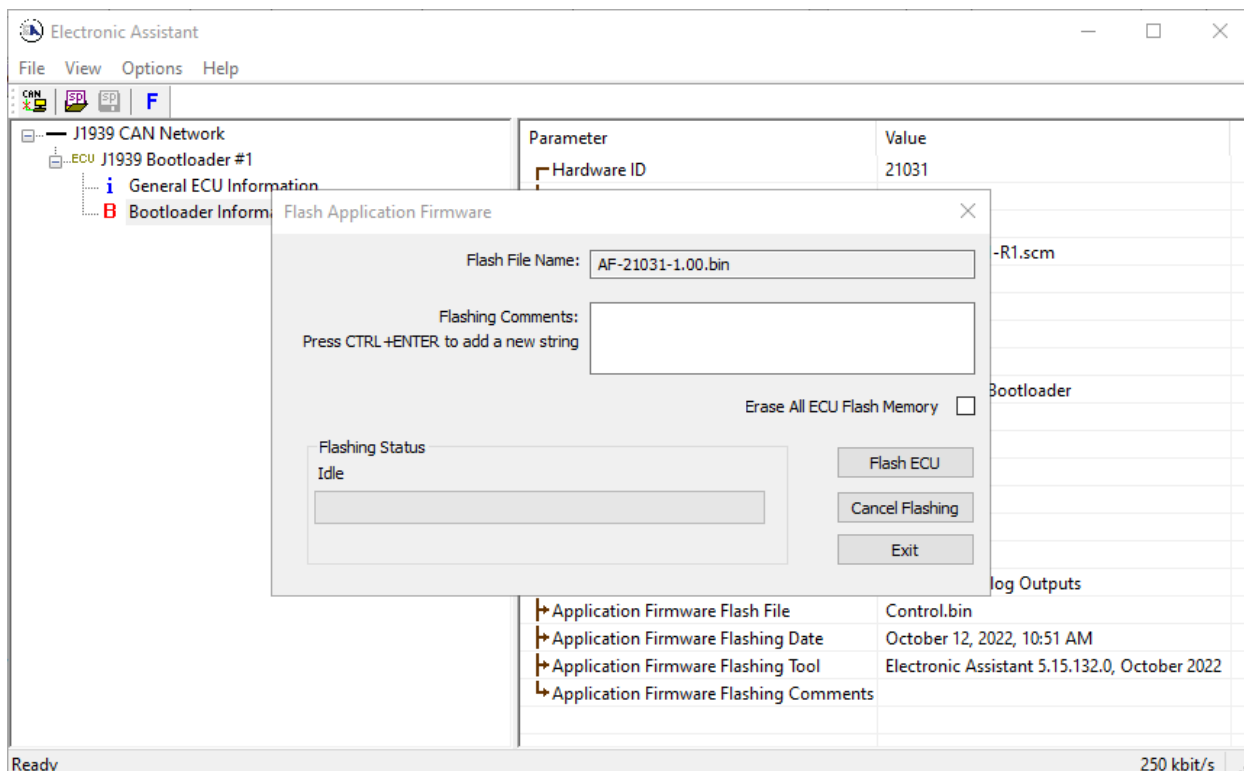 Electronic Assistant
File View Options Help
CAN SP SP F
J1939 CAN Network
ECU J1939 Bootloader #1
i General ECU Information
B Bootloader
Parameter Value
Hardware ID 21031
-R1.scm
Bootloader
Flash Application Firmware
Flash File Name: AF-21031-1.00.bin
Flashing Comments:
Press CTRL+ENTER to add a new string
Erase All ECU Flash Memory
Flashing Status
Idle
Flash ECU
Cancel Flashing
Exit
Outputs
Application Firmware Flash File Control.bin
Application Firmware Flashing Date October 12, 2022, 10:51 AM
Application Firmware Flashing Tool Electronic Assistant 5.15.132.0, October 2022
Application Firmware Flashing Comments
Ready 250 kbit/s